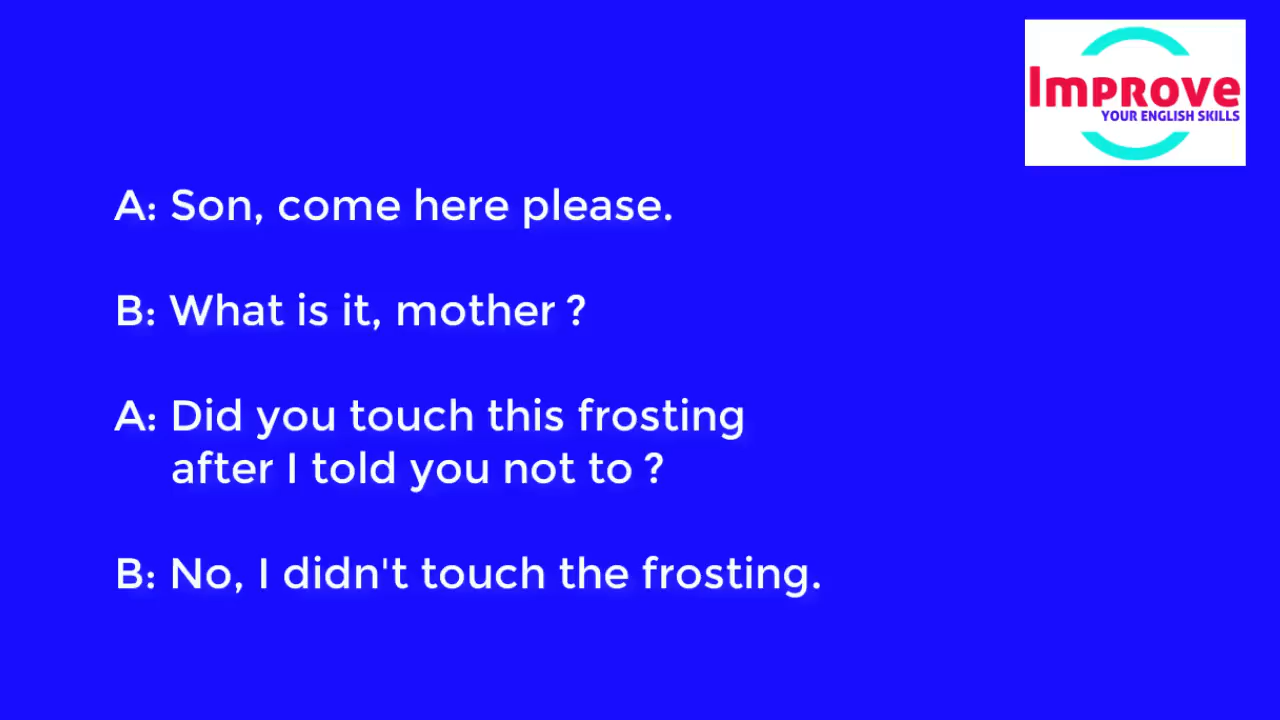 Improve
YOUR ENGLISH SKILLS
A: Son, come here please.
B: What is it, mother ?
A: Did you touch this frosting
after I told you not to ?
B: No, I didn't touch the frosting.